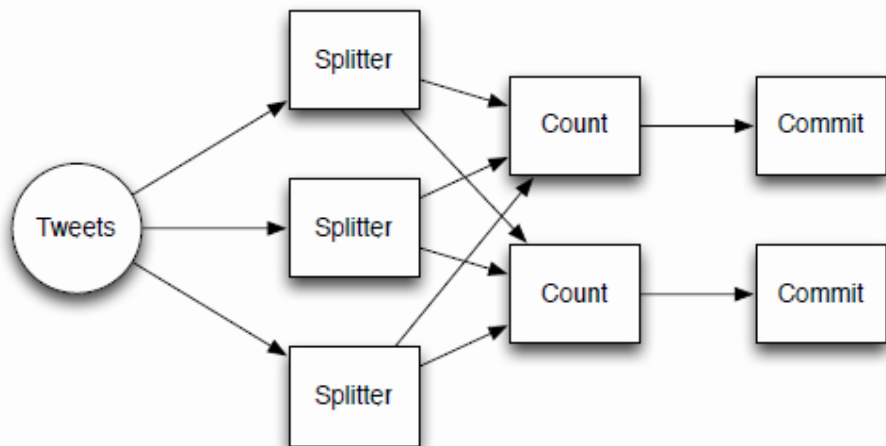 Tweets
Splitter
Splitter
Splitter
Count
Count
Commit
Commit